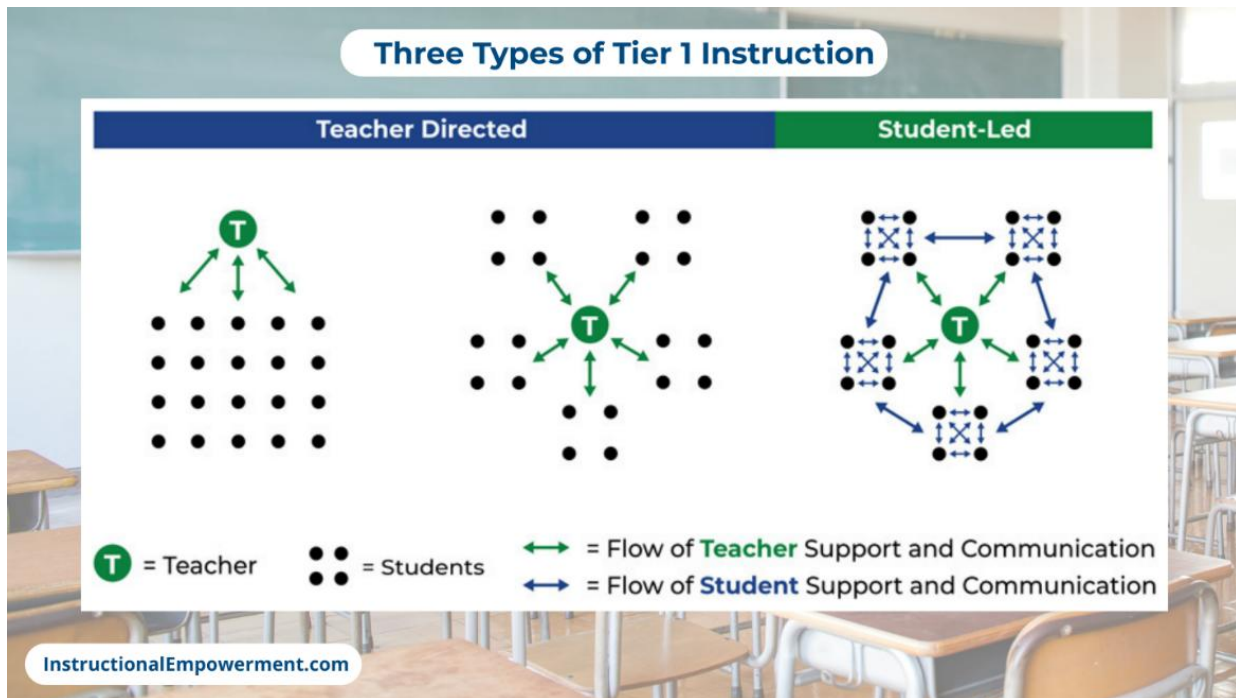 Three Types of Tier 1 Instruction
Teacher Directed
Student-Led
T
T
T
T = Teacher
= Students
= Flow of Teacher Support and Communication
= Flow of Student Support and Communication
InstructionalEmpowerment.com